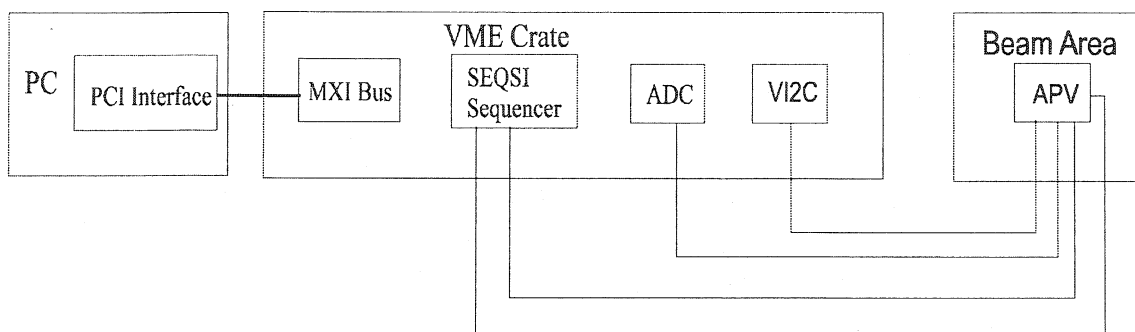 PC
PCI Interface
VME Crate
MXI Bus
SEQSI
Sequencer
ADC
VI2C
Beam Area
APV